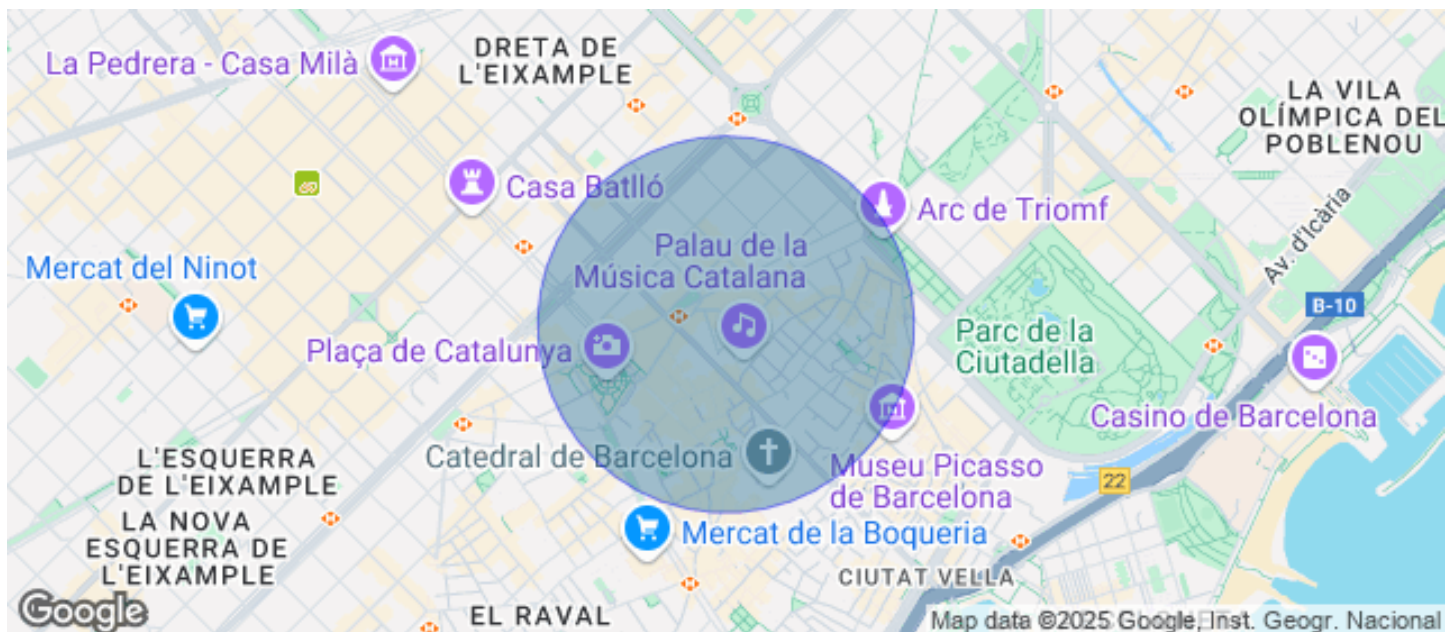 DRETA DE
L'EIXAMPLE
La Pedrera - Casa Milà
LA VILA
OLÍMPICA DEL
POBLENOU
Casa Batlló
Arc de Triomf
Av. d'Icària
Palau de la
Música Catalana
Mercat del Ninot
B-10
Plaça de Catalunya
Parc de la
Ciutadella
Casino de Barcelona
Catedral de Barcelona
L'ESQUERRA
DE L'EIXAMPLE
Museu Picasso
de Barcelona
22
LA NOVA
ESQUERRA DE
L'EIXAMPLE
Mercat de la Boqueria
CIUTAT VELLA
EL RAVAL
Google
Map data ©2025 Google, Inst. Geogr. Nacional